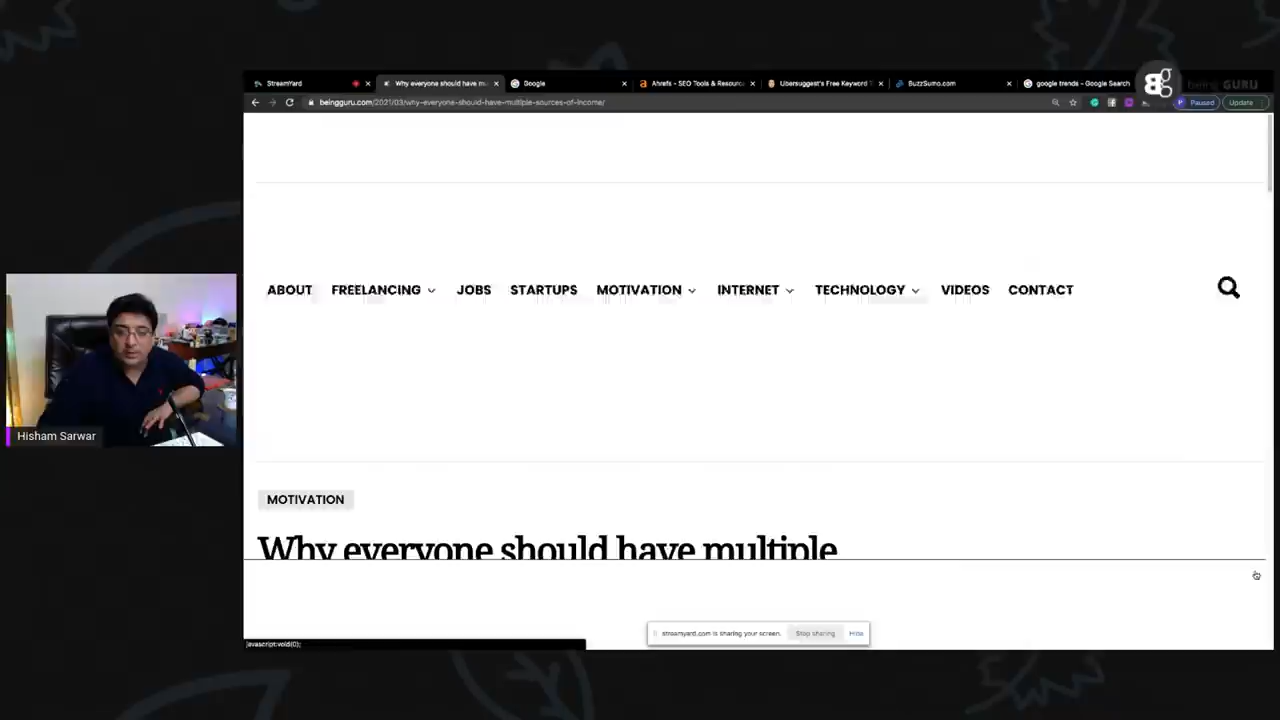 StreamYard
Why everyone should have mu
Google
Ahrefs - SEO Tools & Resourc
Ubersuggest's Free Keyword T
BuzzSumo.com
google trends - Google Search
being GURU
beingguru.com/2021/03/why-everyone-should-have-multiple-sources-of-income/
P
Paused
Update
ABOUT
FREELANCING
JOBS
STARTUPS
MOTIVATION
INTERNET
TECHNOLOGY
VIDEOS
CONTACT
Hisham Sarwar
MOTIVATION
Why everyone should have multiple
streamyard.com is sharing your screen.
Stop sharing
Hide
javascript:void(0);